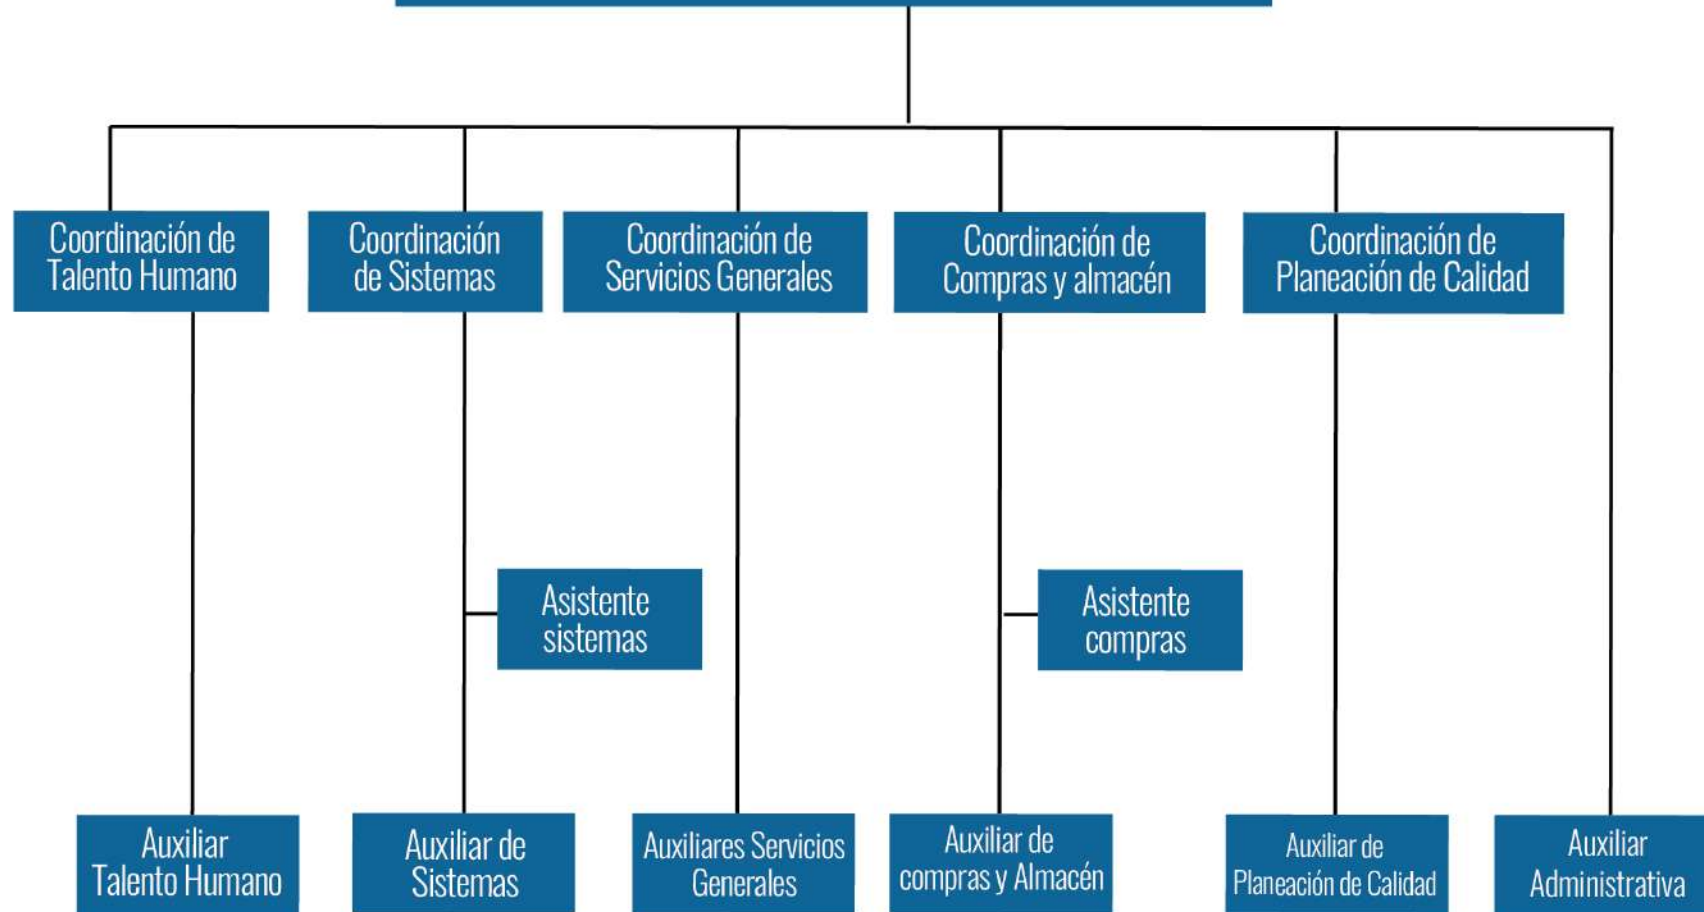 Coordinación de
Talento Humano
Coordinación
de Sistemas
Coordinación de
Servicios Generales
Coordinación de
Compras y almacén
Coordinación de
Planeación de Calidad
Asistente
sistemas
Asistente
compras
Auxiliar
Talento Humano
Auxiliar de
Sistemas
Auxiliares Servicios
Generales
Auxiliar de
compras y Almacén
Auxiliar de
Planeación de Calidad
Auxiliar
Administrativa